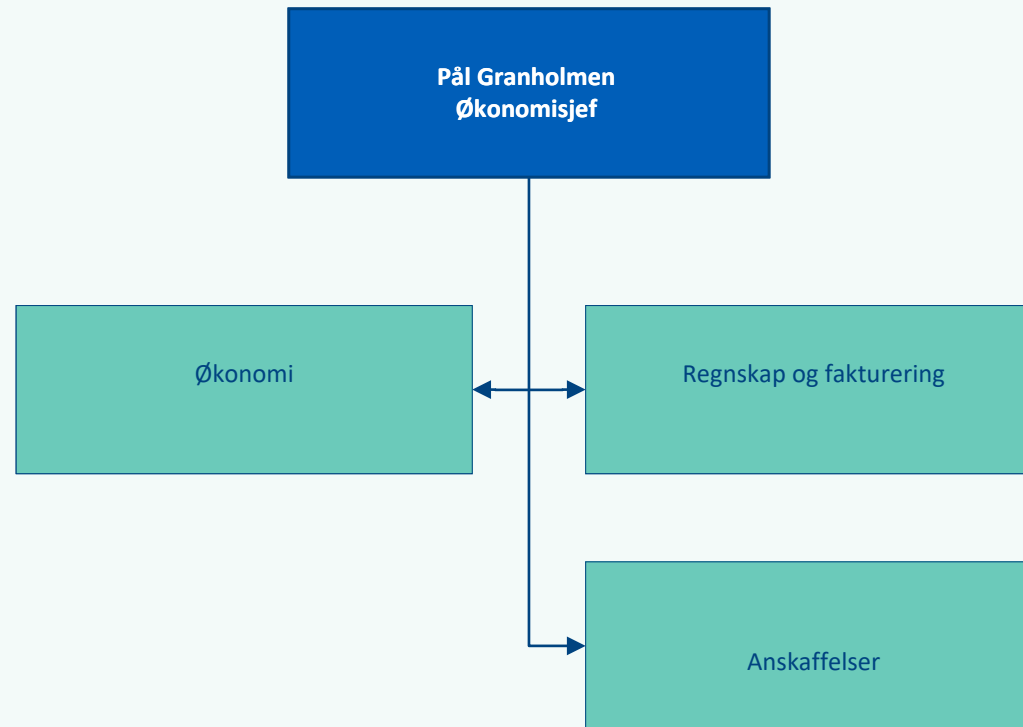 Pål Granholmen
Økonomisjef
Økonomi
Regnskap og fakturering
Anskaffelser